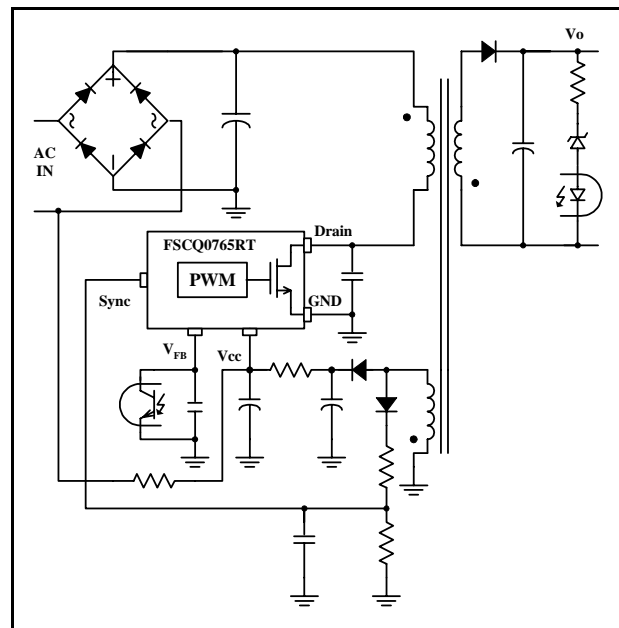 Vo
AC
IN
FSCQ0765RT
Drain
PWM
GND
Sync
VFB
Vcc